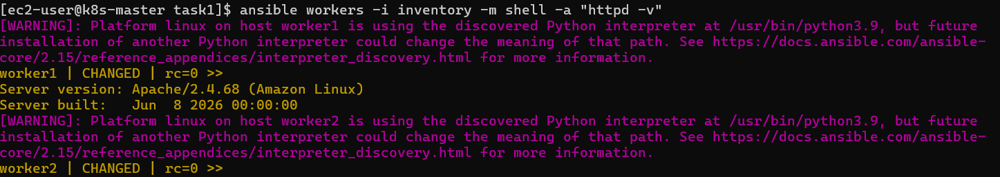 [ec2-user@k8s-master task1]$ ansible workers -i inventory -m shell -a "httpd -v"
[WARNING]: Platform linux on host worker1 is using the discovered Python interpreter at /usr/bin/python3.9, but future
installation of another Python interpreter could change the meaning of that path. See https://docs.ansible.com/ansible-
core/2.15/reference_appendices/interpreter_discovery.html for more information.
worker1 | CHANGED | rc=0 >>
Server version: Apache/2.4.68 (Amazon Linux)
Server built:   Jun  8 2026 00:00:00
[WARNING]: Platform linux on host worker2 is using the discovered Python interpreter at /usr/bin/python3.9, but future
installation of another Python interpreter could change the meaning of that path. See https://docs.ansible.com/ansible-
core/2.15/reference_appendices/interpreter_discovery.html for more information.
worker2 | CHANGED | rc=0 >>